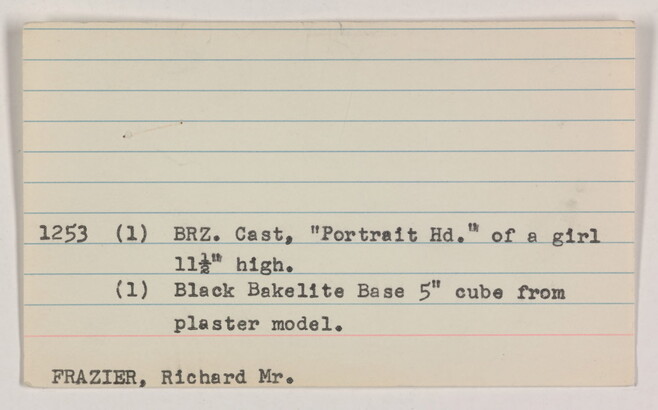 1253 (1) BRZ. Cast, "Portrait Hd." of a girl
11½" high.
(1) Black Bakelite Base 5" cube from
plaster model.
FRAZIER, Richard Mr.